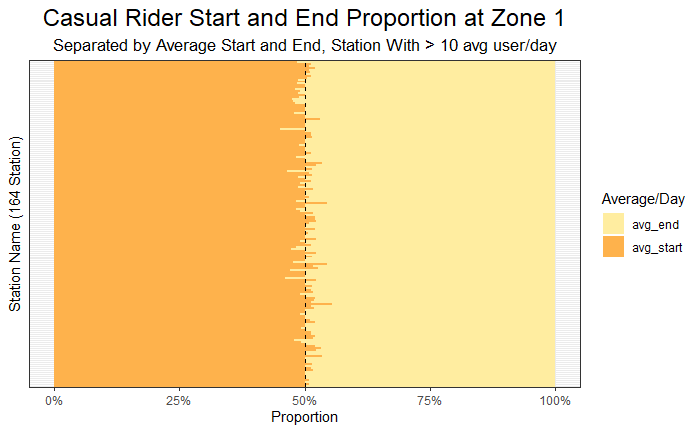 Casual Rider Start and End Proportion at Zone 1
Separated by Average Start and End, Station With > 10 avg user/day
Station Name (164 Station)
Average/Day
avg_end
avg_start
0%
25%
50%
75%
100%
Proportion